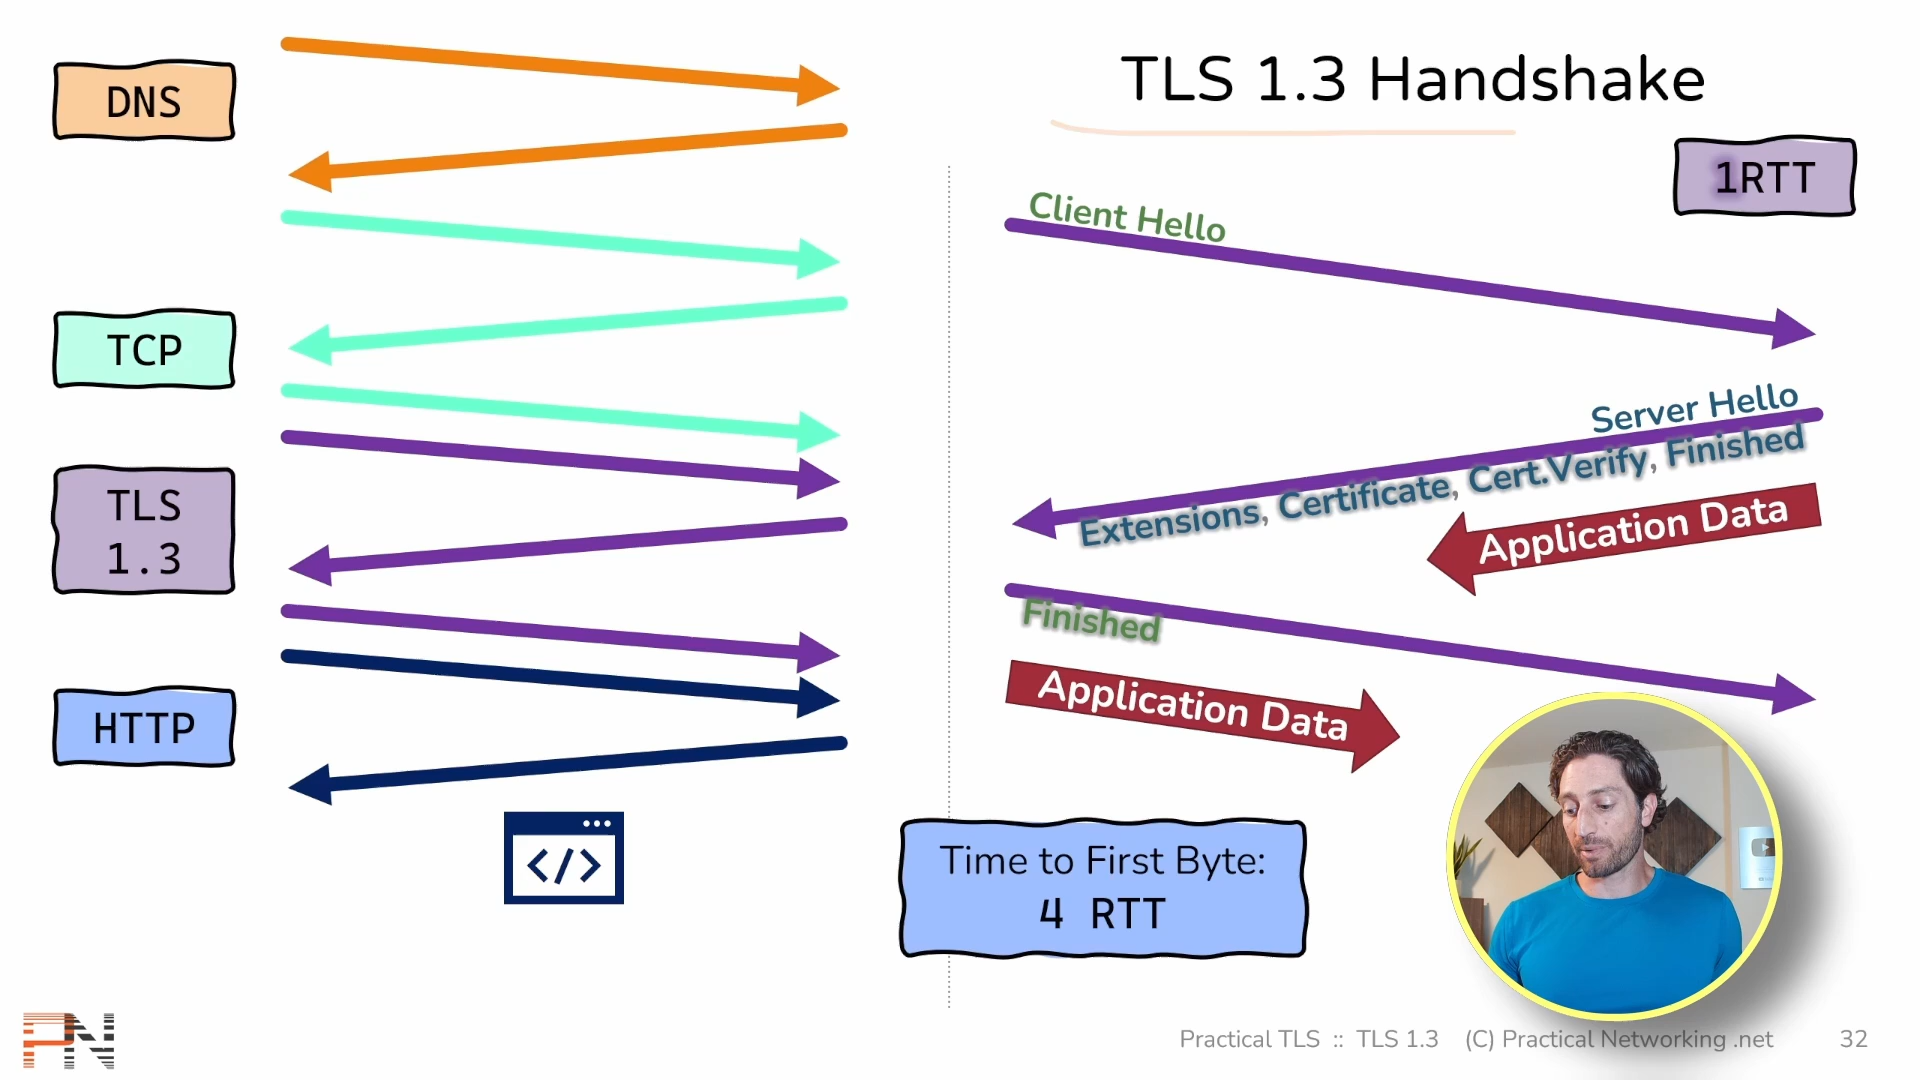 DNS
TCP
TLS
1.3
HTTP
</>
TLS 1.3 Handshake
1RTT
Client Hello
Server Hello
Extensions, Certificate, Cert.Verify, Finished
Application Data
Finished
Application Data
Time to First Byte:
4 RTT
PN
Practical TLS :: TLS 1.3 (C) Practical Networking .net 32